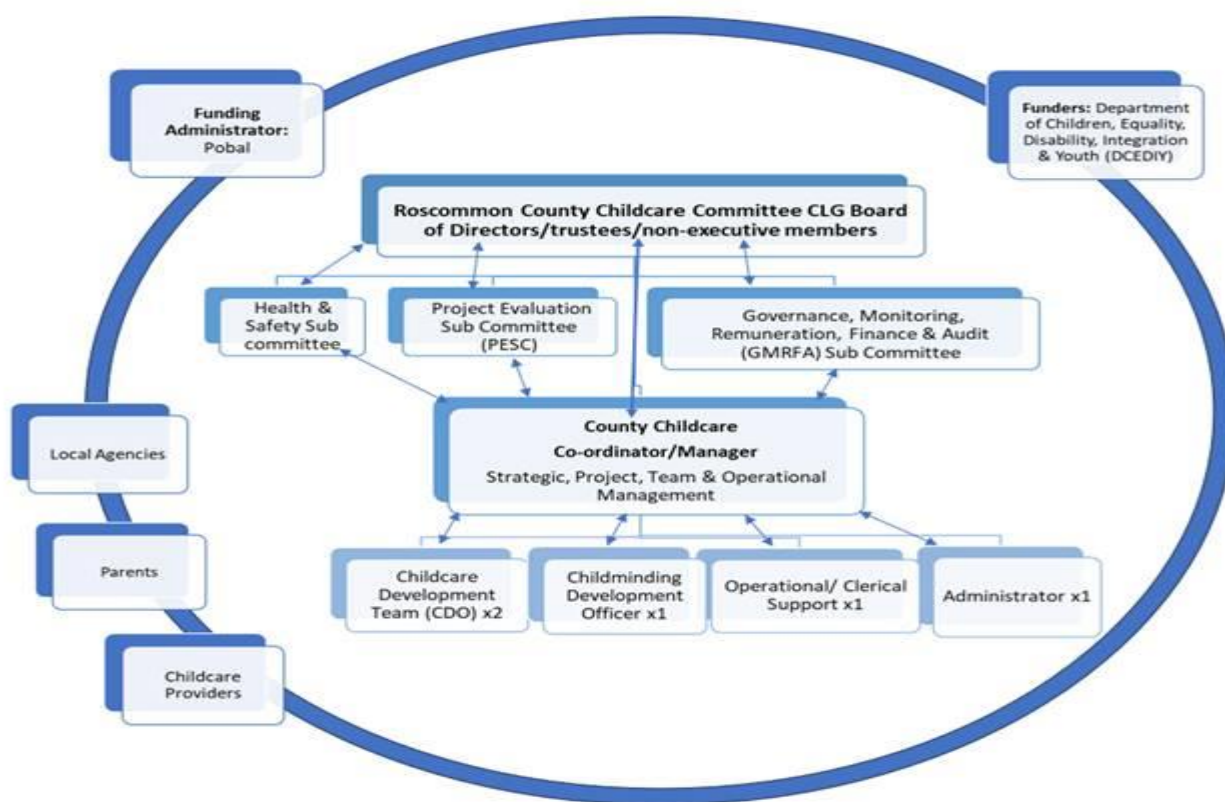 Funding
Administrator:
Pobal
Funders: Department
of Children, Equality,
Disability, Integration
& Youth (DCEDIY)
Roscommon County Childcare Committee CLG Board
of Directors/trustees/non-executive members
Health &
Safety Sub
committee
Project Evaluation
Sub Committee
(PESC)
Governance, Monitoring,
Remuneration, Finance & Audit
(GMRFA) Sub Committee
County Childcare
Co-ordinator/Manager
Strategic, Project, Team & Operational
Management
Local Agencies
Parents
Childcare
Providers
Childcare
Development
Team (CDO) x2
Childminding
Development
Officer x1
Operational/ Clerical
Support x1
Administrator x1